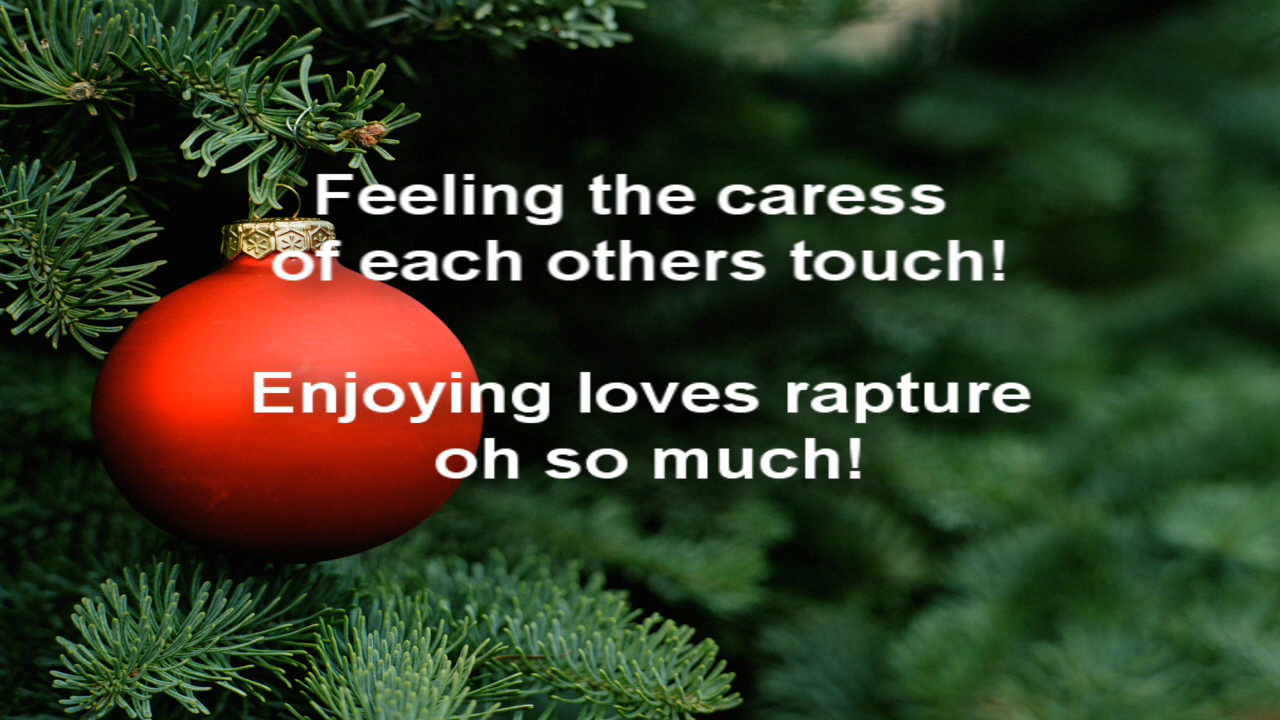 Feeling the caress
of each others touch!
Enjoying loves rapture
oh so much!